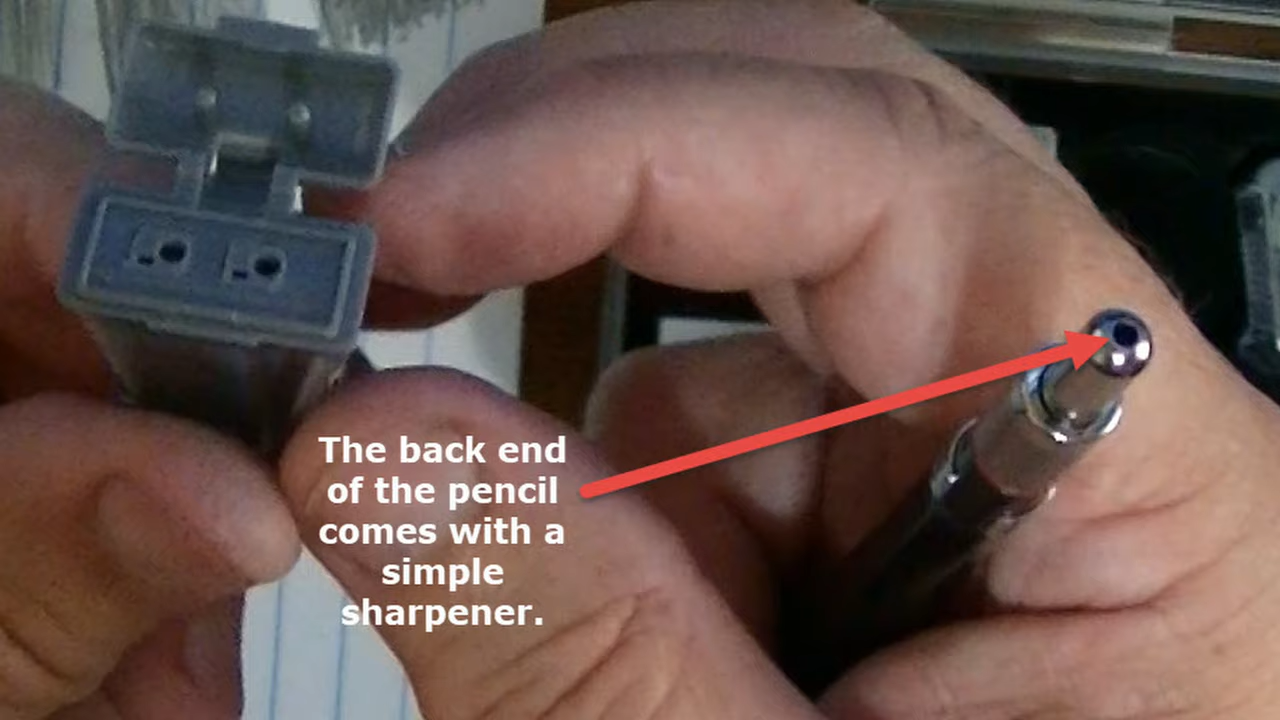 The back end
of the pencil
comes with a
simple
sharpener.